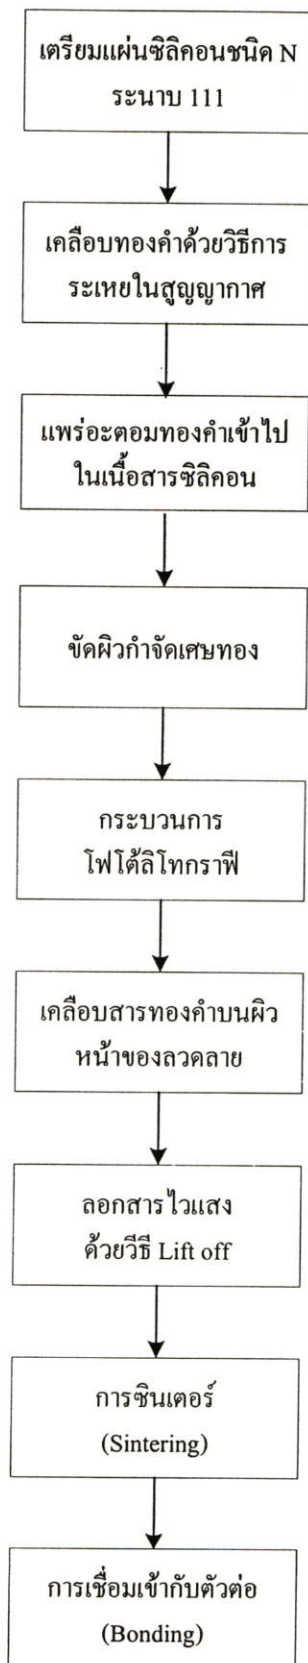 เตรียมแผ่นซิลิคอนชนิด N
ระนาบ 111
เคลือบทองคำด้วยวิธีการ
ระเหยในสูญญากาศ
แพร่อะตอมทองคำเข้าไป
ในเนื้อสารซิลิคอน
ขัดผิวกำจัดเศษทอง
กระบวนการ
โฟโต้ลิโทกราฟี
เคลือบสารทองคำบนผิว
หน้าของลวดลาย
ลอกสารไวแสง
ด้วยวีธี Lift off
การซินเตอร์
(Sintering)
การเชื่อมเข้ากับตัวต่อ
(Bonding)